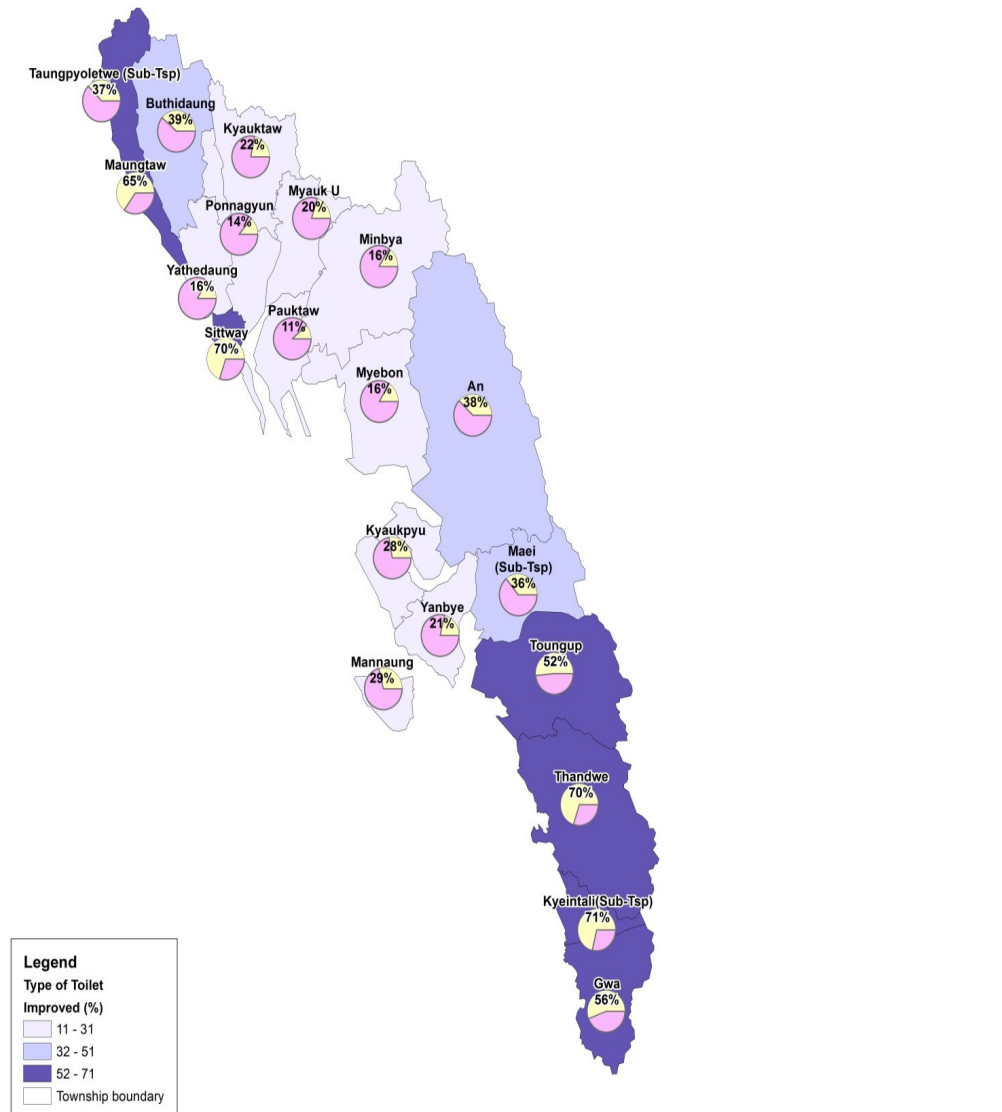 Taungpyoletwe (Sub-Tsp)
37%
Buthidaung
39%
Kyauktaw
22%
Maungtaw
65%
Myauk U
20%
Ponnagyun
14%
Minbya
16%
Yathedaung
16%
Pauktaw
11%
Sittway
70%
Myebon
16%
An
38%
Kyaukpyu
28%
Maei
(Sub-Tsp)
36%
Yanbye
21%
Toungup
52%
Mannaung
29%
Thandwe
70%
Kyeintali(Sub-Tsp)
71%
Gwa
56%
Legend
Type of Toilet
Improved (%)
11 - 31
32 - 51
52 - 71
Township boundary